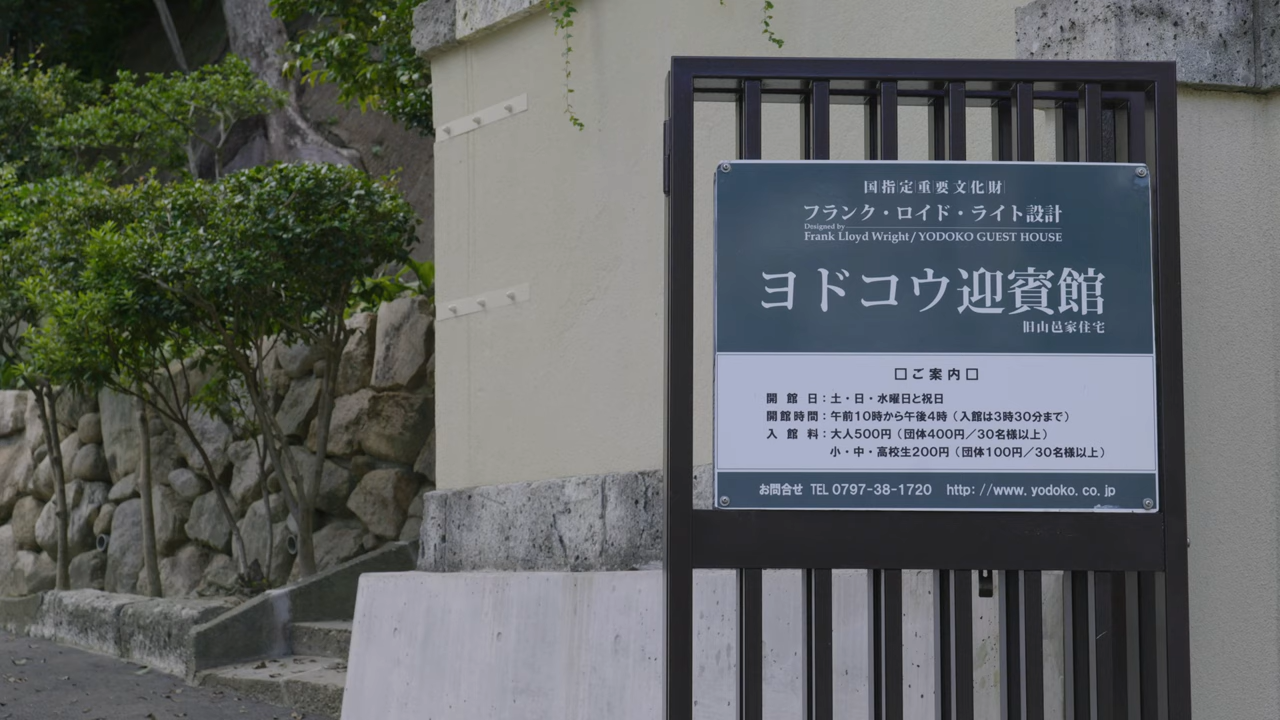 国指定重要文化財
フランク・ロイド・ライト設計
Designed by
Frank Lloyd Wright/YODOKO GUEST HOUSE
ヨドコウ迎賓館
旧山邑家住宅
□ご案内□
開館日：土・日・水曜日と祝日
開館時間：午前10時から午後4時（入館は3時30分まで）
入館料：大人500円（団体400円／30名様以上）
小・中・高校生200円（団体100円／30名様以上）
お問合せ TEL 0797-38-1720 http://www.yodoko.co.jp